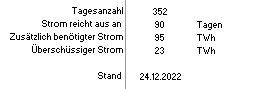 Tagesanzahl 352
Strom reicht aus an 90 Tagen
Zusätzlich benötigter Strom 95 TWh
Überschüssiger Strom 23 TWh
Stand 24.12.2022